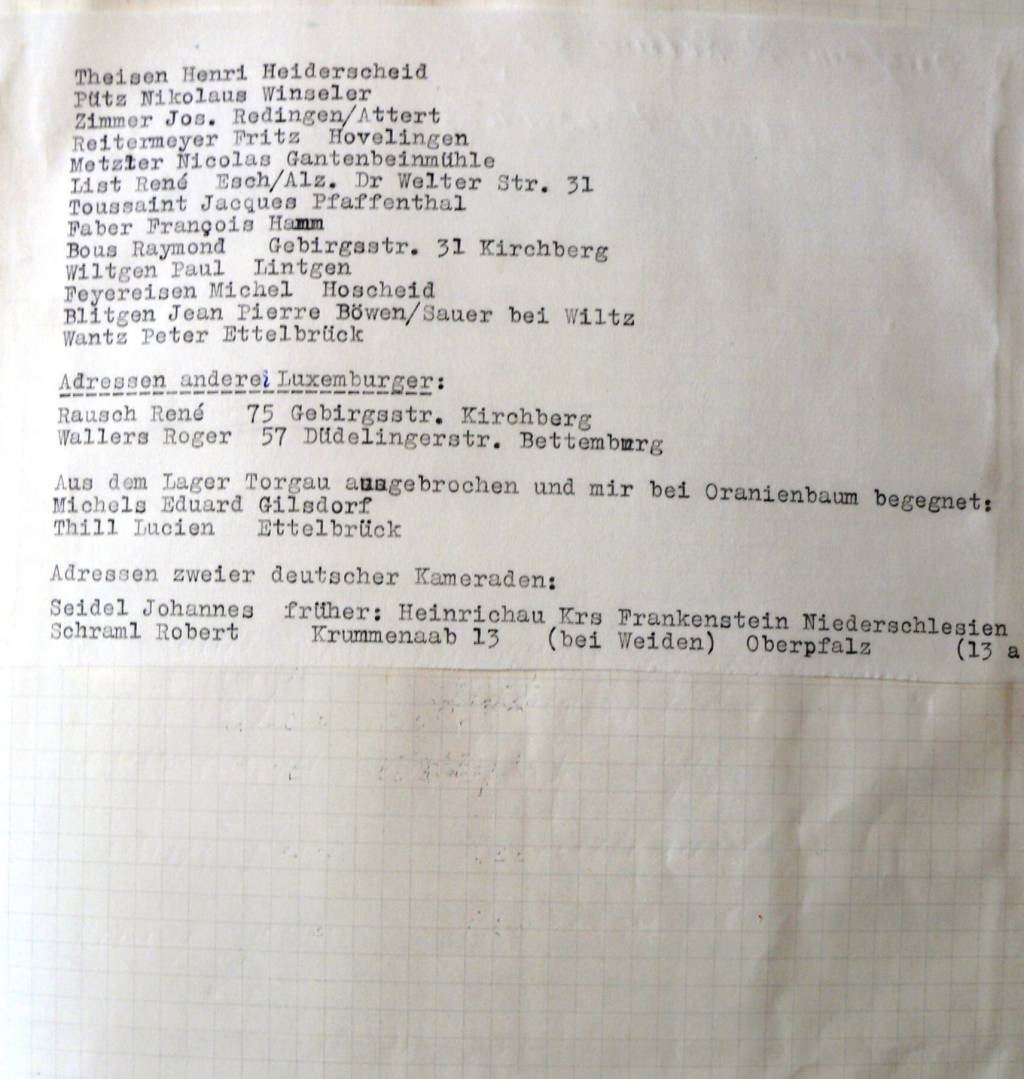 Theisen Henri Heiderscheid
Pütz Nikolaus Winseler
Zimmer Jos. Redingen/Attert
Reitermeyer Fritz Hovelingen
Metzler Nicolas Gantenbeinmühle
List René Esch/Alz. Dr Welter Str. 31
Toussaint Jacques Pfaffenthal
Faber François Hamm
Bous Raymond Gebirgsstr. 31 Kirchberg
Wiltgen Paul Lintgen
Feyereisen Michel Hoscheid
Blitgen Jean Pierre Böwen/Sauer bei Wiltz
Wantz Peter Ettelbrück
Adressen anderei Luxemburger:
Rausch René 75 Gebirgsstr. Kirchberg
Wallers Roger 57 Düdelingerstr. Bettemburg
Aus dem Lager Torgau ausgebrochen und mir bei Oranienbaum begegnet:
Michels Eduard Gilsdorf
Thill Lucien Ettelbrück
Adressen zweier deutscher Kameraden:
Seidel Johannes früher: Heinrichau Krs Frankenstein Niederschlesien
Schraml Robert Krummenaab 13 (bei Weiden) Oberpfalz (13 a